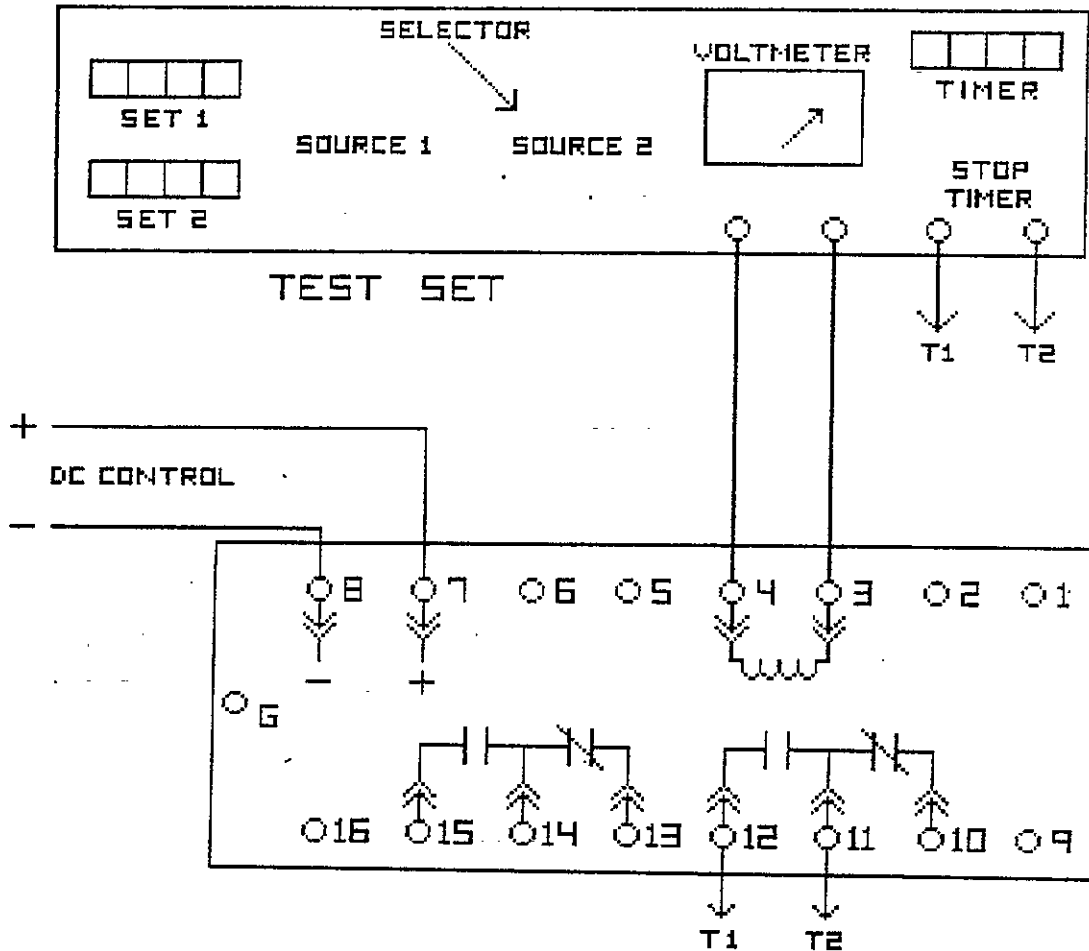 SELECTOR
VOLTMETER
TIMER
SET 1
SOURCE 1
SOURCE 2
SET 2
STOP
TIMER
TEST SET
T1
T2
+
DC CONTROL
-
8
7
6
5
4
3
2
1
-
+
G
16
15
14
13
12
11
10
9
T1
T2